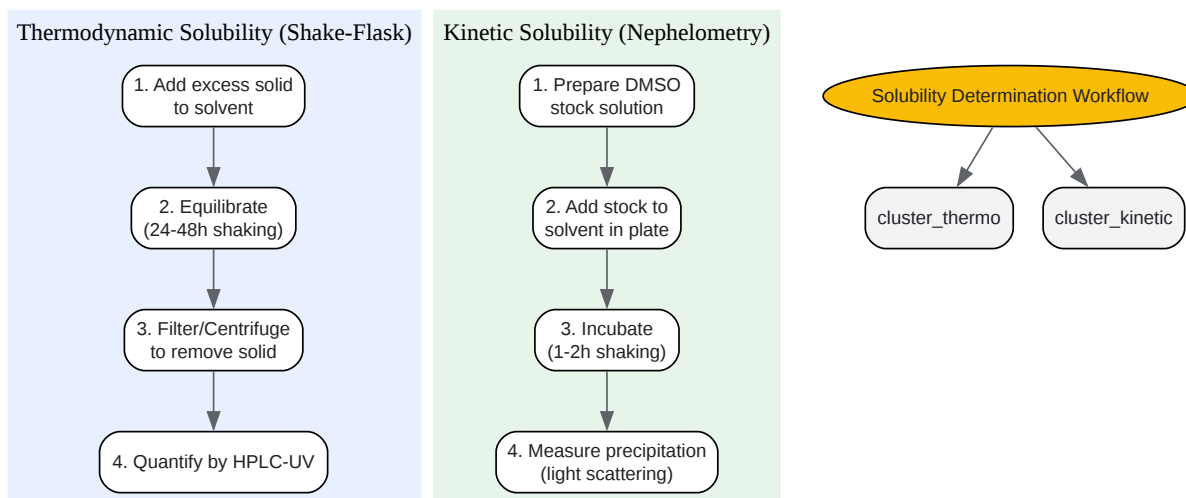 Thermodynamic Solubility (Shake-Flask)
1. Add excess solid
to solvent
2. Equilibrate
(24-48h shaking)
3. Filter/Centrifuge
to remove solid
4. Quantify by HPLC-UV
Kinetic Solubility (Nephelometry)
1. Prepare DMSO
stock solution
2. Add stock to
solvent in plate
3. Incubate
(1-2h shaking)
4. Measure precipitation
(light scattering)
Solubility Determination Workflow
cluster_thermo
cluster_kinetic